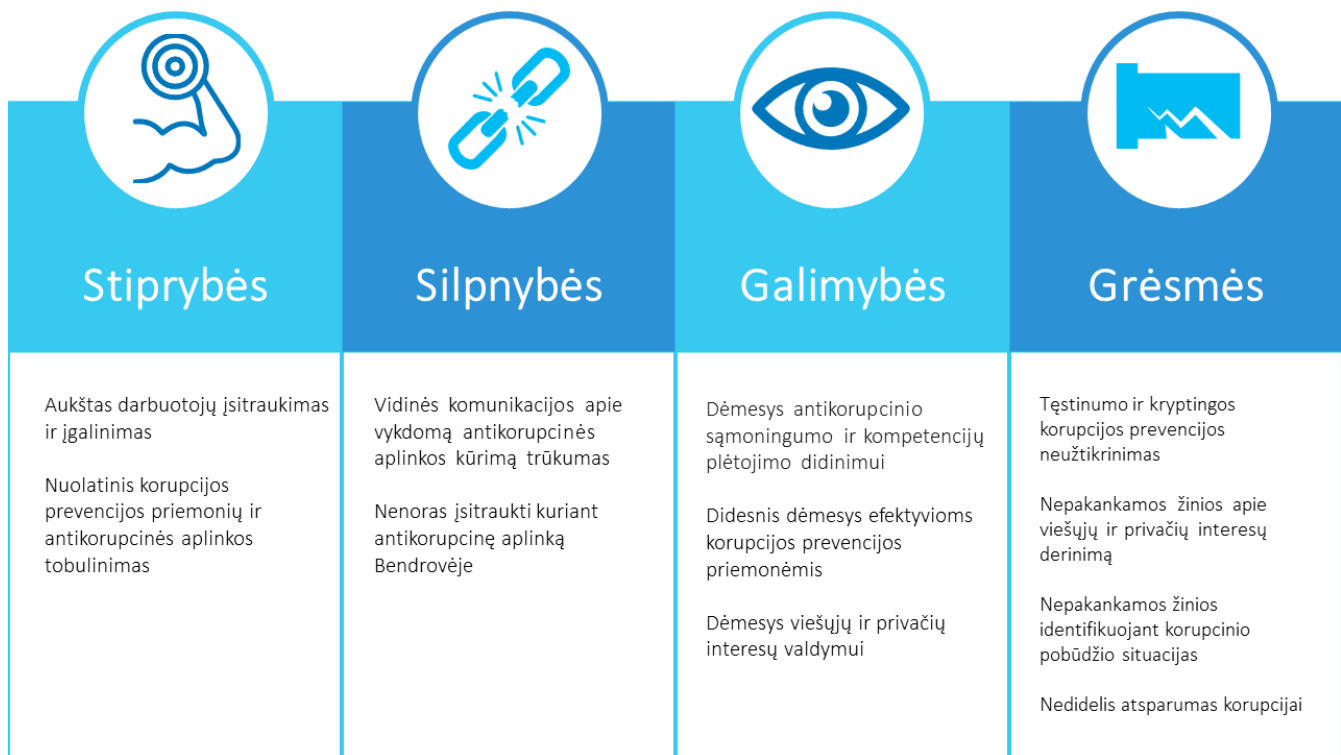 Stiprybės
Aukštas darbuotojų įsitraukimas
ir įgalinimas
Nuolatinis korupcijos
prevencijos priemonių ir
antikorupcinės aplinkos
tobulinimas
Silpnybės
Vidinės komunikacijos apie
vykdomą antikorupcinės
aplinkos kūrimą trūkumas
Nenoras įsitraukti kuriant
antikorupcinę aplinką
Bendrovėje
Galimybės
Dėmesys antikorupcinio
sąmoningumo ir kompetencijų
plėtojimo didinimui
Didesnis dėmesys efektyvioms
korupcijos prevencijos
priemonėmis
Dėmesys viešųjų ir privačių
interesų valdymui
Grėsmės
Tęstinumo ir kryptingos
korupcijos prevencijos
neužtikrinimas
Nepakankamos žinios apie
viešųjų ir privačių interesų
derinimą
Nepakankamos žinios
identifikuojant korupcinio
pobūdžio situacijas
Nedidelis atsparumas korupcijai